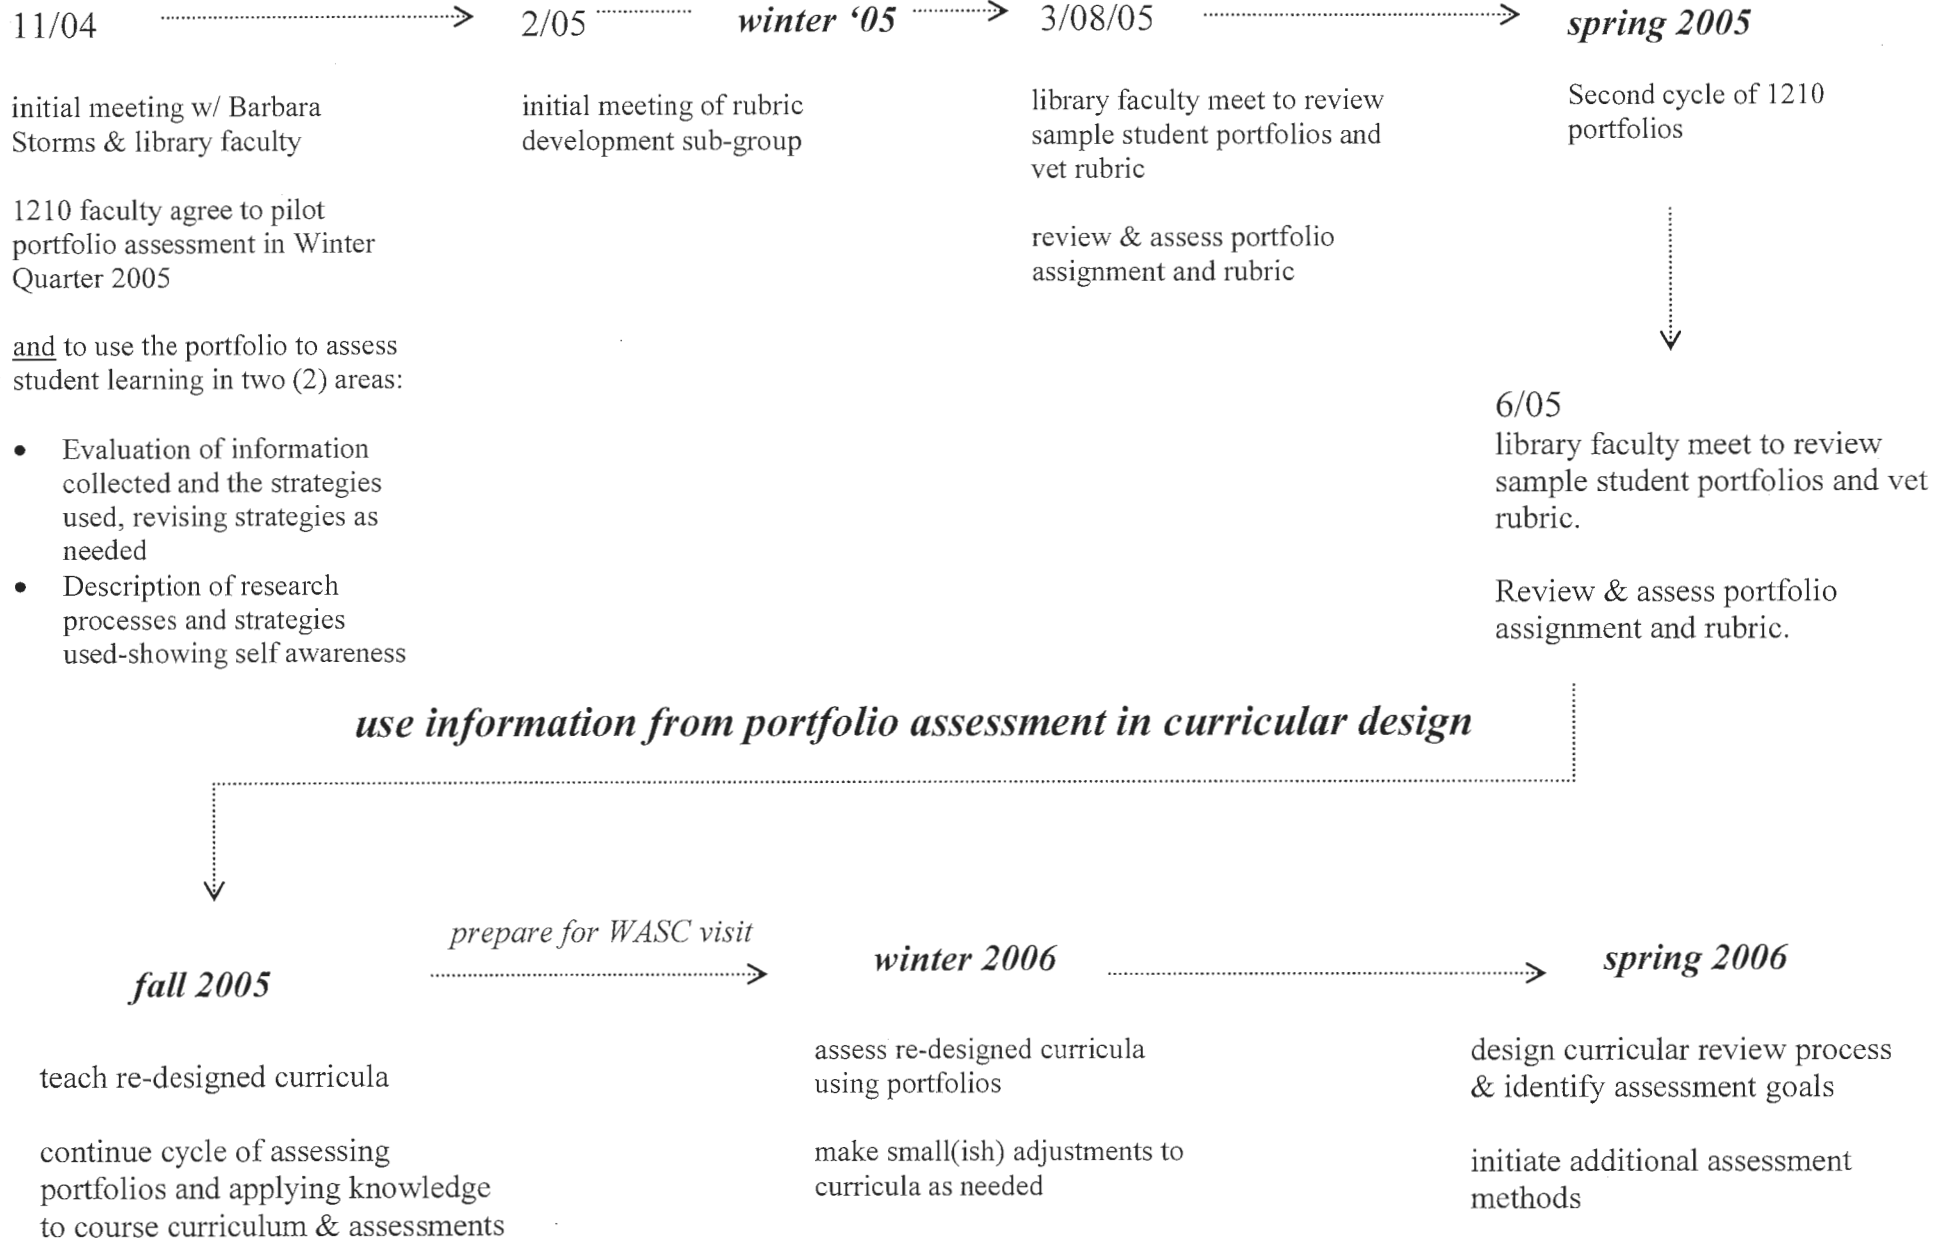 11/04
initial meeting w/ Barbara
Storms & library faculty
1210 faculty agree to pilot
portfolio assessment in Winter
Quarter 2005
and to use the portfolio to assess
student learning in two (2) areas:
• Evaluation of information
collected and the strategies
used, revising strategies as
needed
• Description of research
processes and strategies
used-showing self awareness
2/05
initial meeting of rubric
development sub-group
winter ‘05
3/08/05
library faculty meet to review
sample student portfolios and
vet rubric
review & assess portfolio
assignment and rubric
spring 2005
Second cycle of 1210
portfolios
6/05
library faculty meet to review
sample student portfolios and vet
rubric.
Review & assess portfolio
assignment and rubric.
use information from portfolio assessment in curricular design
fall 2005
teach re-designed curricula
continue cycle of assessing
portfolios and applying knowledge
to course curriculum & assessments
prepare for WASC visit
winter 2006
assess re-designed curricula
using portfolios
make small(ish) adjustments to
curricula as needed
spring 2006
design curricular review process
& identify assessment goals
initiate additional assessment
methods